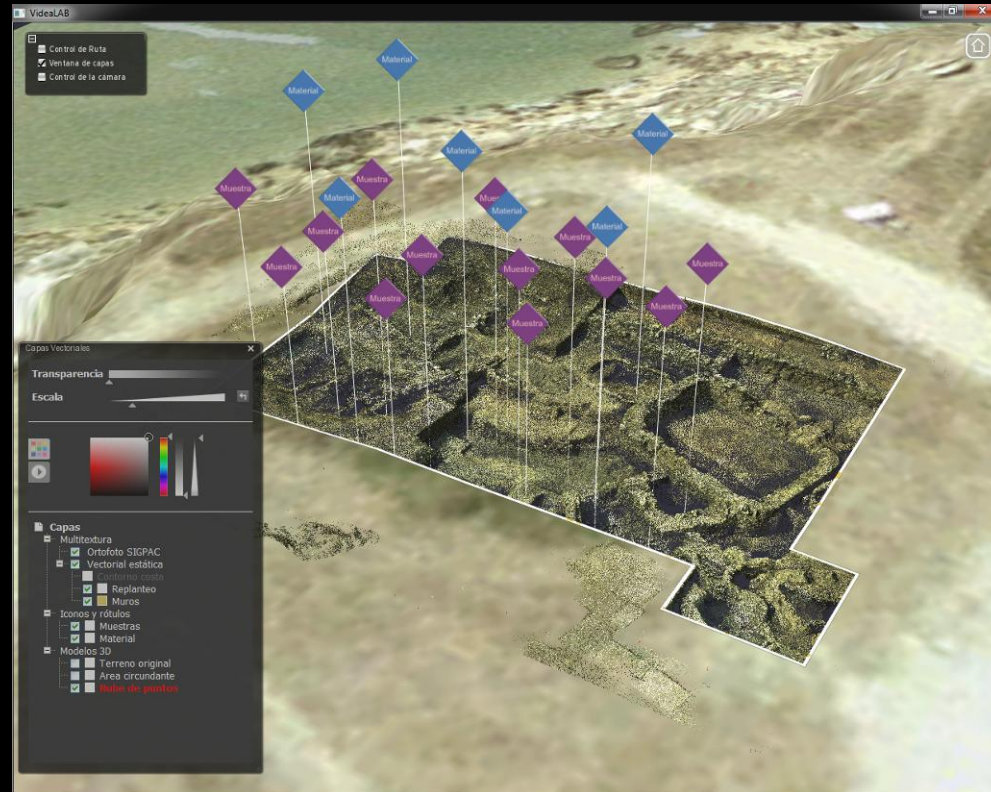 VideaLAB
Control de Ruta
Ventana de capas
Control de la cámara
Material
Material
Material
Material
Muestra
Muestra
Material
Muestra
Material
Muestra
Material
Muestra
Muestra
Muestra
Muestra
Muestra
Muestra
Muestra
Muestra
Muestra
Capas Vectoriales
Transparencia
Escala
Capas
Multitextura
Ortofoto SIGPAC
Vectorial estática
Contorno costa
Replanteo
Muros
Iconos y rótulos
Muestras
Material
Modelos 3D
Terreno original
Area circundante
Nube de puntos